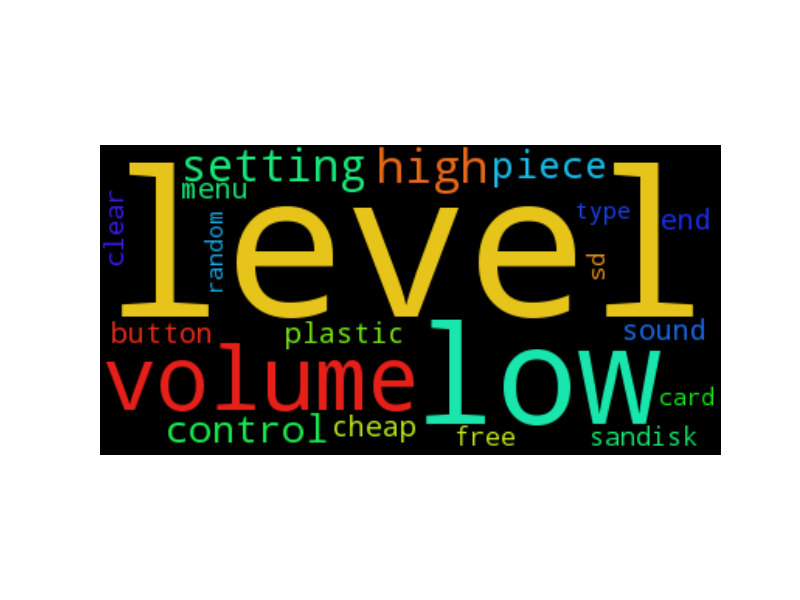 setting high piece
menu
level
clear
random
type
end
sd
button plastic sound
volume low
card
control cheap
free sandisk